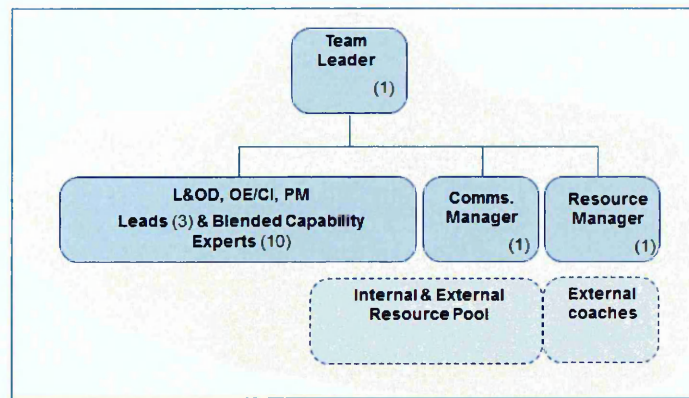 Team
Leader
(1)
L&OD, OE/CI, PM
Leads (3) & Blended Capability
Experts (10)
Comms.
Manager
(1)
Resource
Manager
(1)
Internal & External
Resource Pool
External
coaches